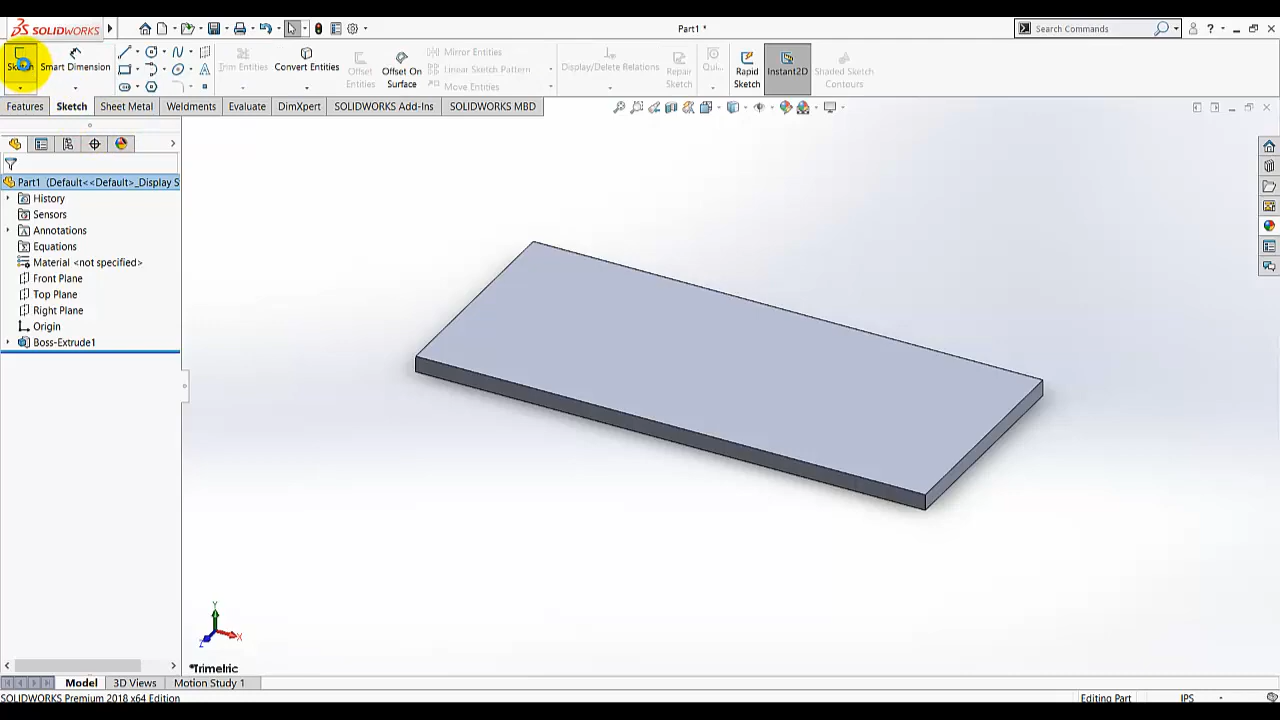 SOLIDWORKS
Part1 *
Search Commands
Smart Dimension
Trim Entities
Convert Entities
Offset Entities
Offset On Surface
Mirror Entities
Linear Sketch Pattern
Move Entities
Display/Delete Relations
Repair Sketch
Qui..
Rapid Sketch
Instant2D
Shaded Sketch Contours
Features
Sketch
Sheet Metal
Weldments
Evaluate
DimXpert
SOLIDWORKS Add-Ins
SOLIDWORKS MBD
Part1 (Default<<Default>_Display S
History
Sensors
Annotations
Equations
Material <not specified>
Front Plane
Top Plane
Right Plane
Origin
Boss-Extrude1
Y
X
Z
*Trimetric
Model
3D Views
Motion Study 1
SOLIDWORKS Premium 2018 x64 Edition
Editing Part
IPS